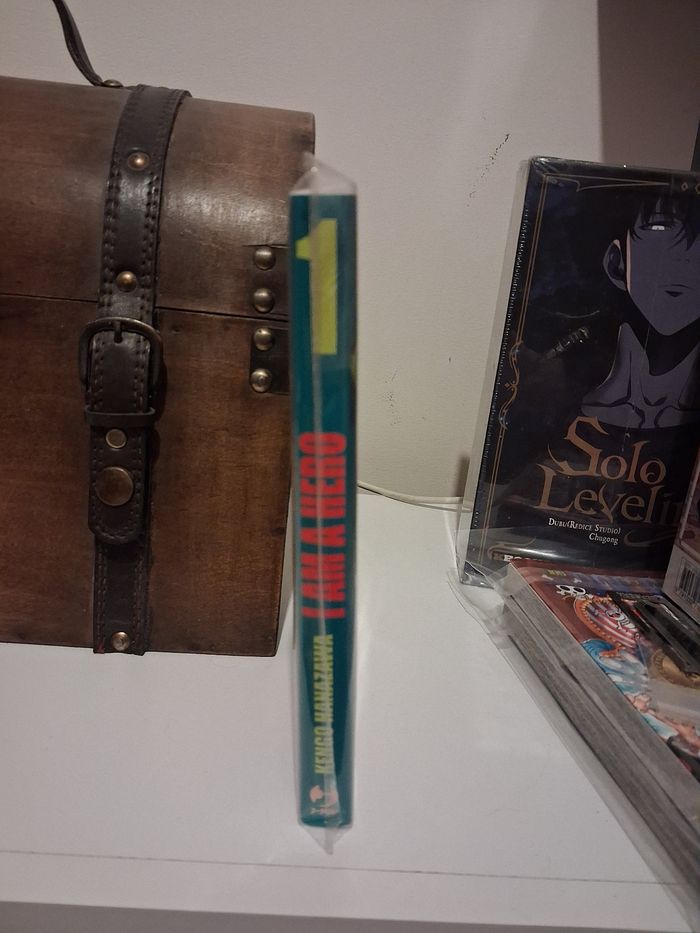 1
I AM A HERO
KENGO HANAZAWA
Solo
Levelin
DUBU(REDICE STUDIO)
Chugong